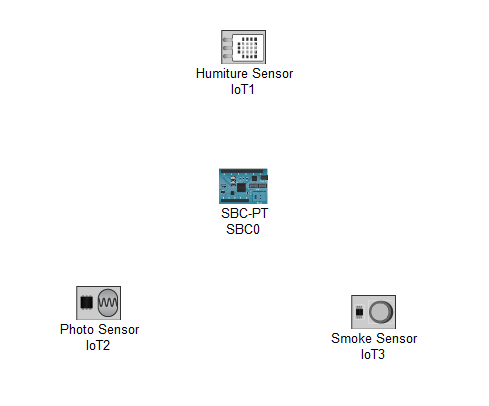 Humiture Sensor
IoT1
SBC-PT
SBC0
Photo Sensor
IoT2
Smoke Sensor
IoT3